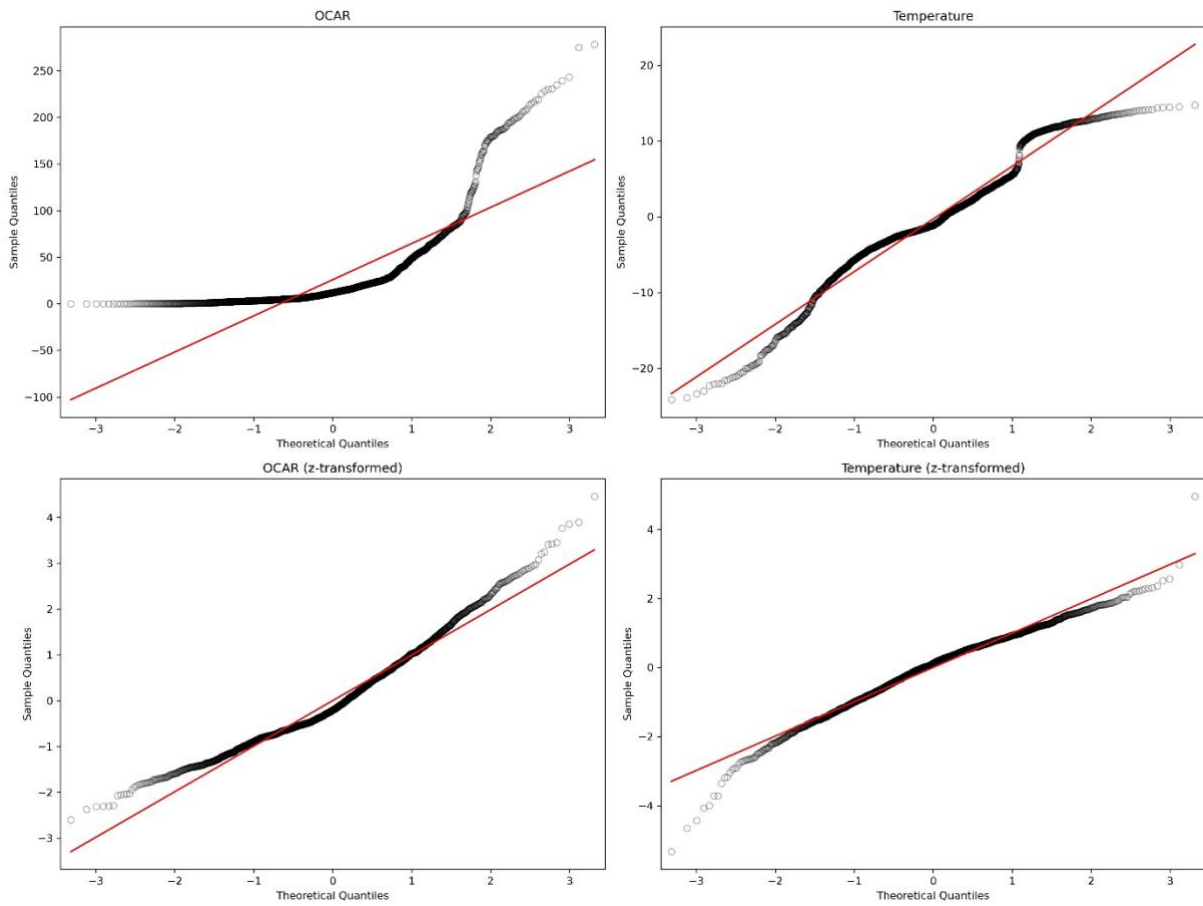 OCAR
250
200
150
100
50
0
−50
−100
Sample Quantiles
−3 −2 −1 0 1 2 3
Theoretical Quantiles
Temperature
20
10
0
−10
−20
Sample Quantiles
−3 −2 −1 0 1 2 3
Theoretical Quantiles
OCAR (z-transformed)
4
3
2
1
0
−1
−2
−3
Sample Quantiles
−3 −2 −1 0 1 2 3
Theoretical Quantiles
Temperature (z-transformed)
4
2
0
−2
−4
Sample Quantiles
−3 −2 −1 0 1 2 3
Theoretical Quantiles